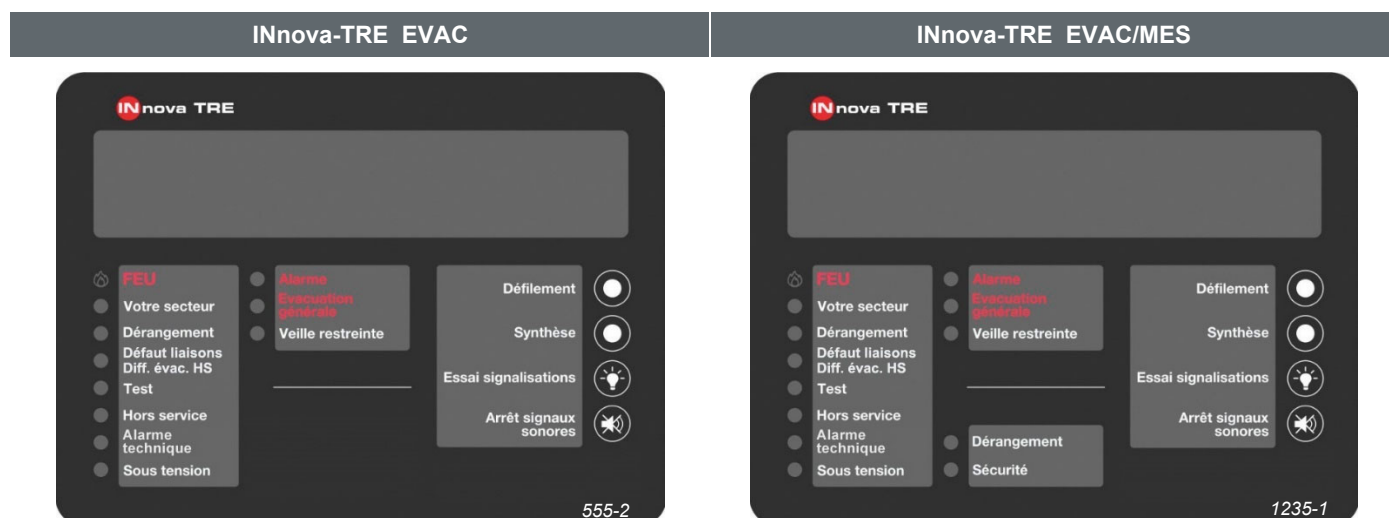 INnova-TRE EVAC
INnova-TRE EVAC/MES
INnova TRE
FEU
Votre secteur
Dérangement
Défaut liaisons
Diff. évac. HS
Test
Hors service
Alarme
technique
Sous tension
Alarme
Evacuation
générale
Veille restreinte
Défilement
Synthèse
Essai signalisations
Arrêt signaux
sonores
555-2
INnova TRE
FEU
Votre secteur
Dérangement
Défaut liaisons
Diff. évac. HS
Test
Hors service
Alarme
technique
Sous tension
Alarme
Evacuation
générale
Veille restreinte
Dérangement
Sécurité
Défilement
Synthèse
Essai signalisations
Arrêt signaux
sonores
1235-1